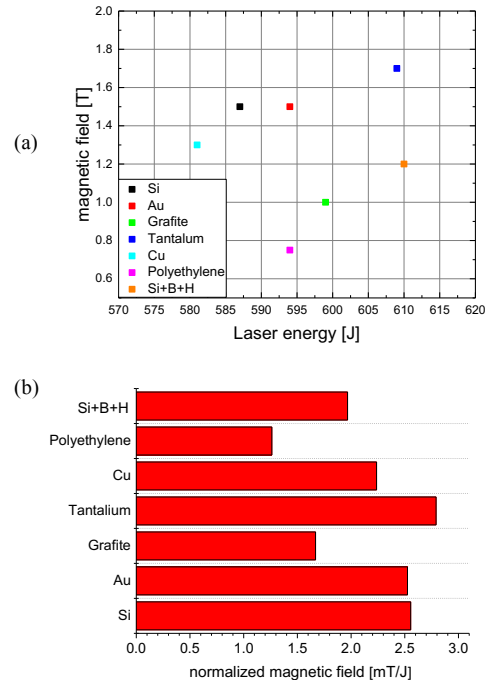 (a)
magnetic field [T]
2.0
1.8
1.6
1.4
1.2
1.0
0.8
0.6
Si
Au
Grafite
Tantalum
Cu
Polyethylene
Si+B+H
570 575 580 585 590 595 600 605 610 615 620
Laser energy [J]
(b)
Si+B+H
Polyethylene
Cu
Tantalium
Grafite
Au
Si
0.0 0.5 1.0 1.5 2.0 2.5 3.0
normalized magnetic field [mT/J]